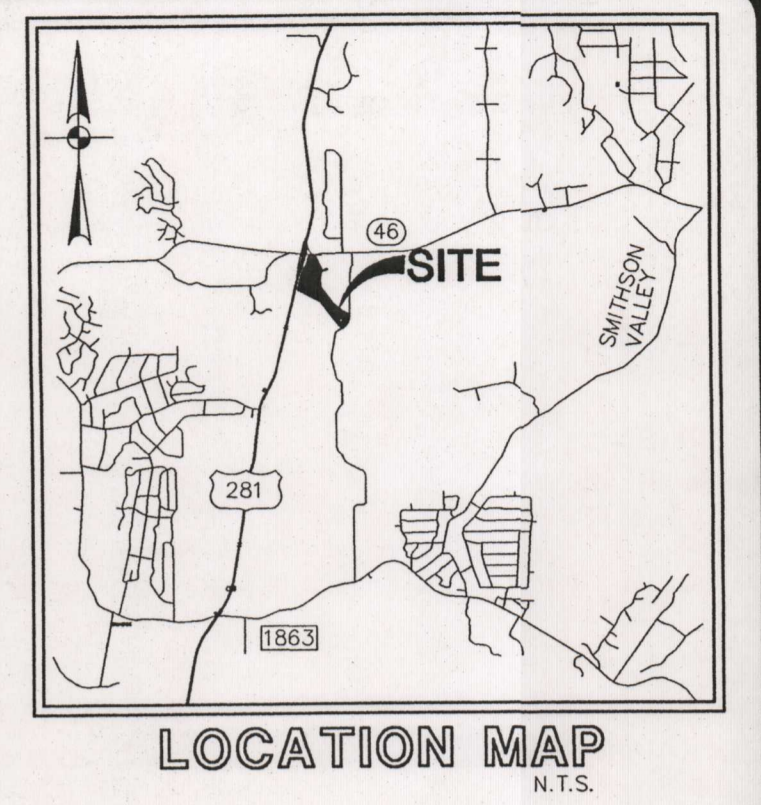 46
SITE
SMITHSON
VALLEY
281
1863
LOCATION MAP
N.T.S.